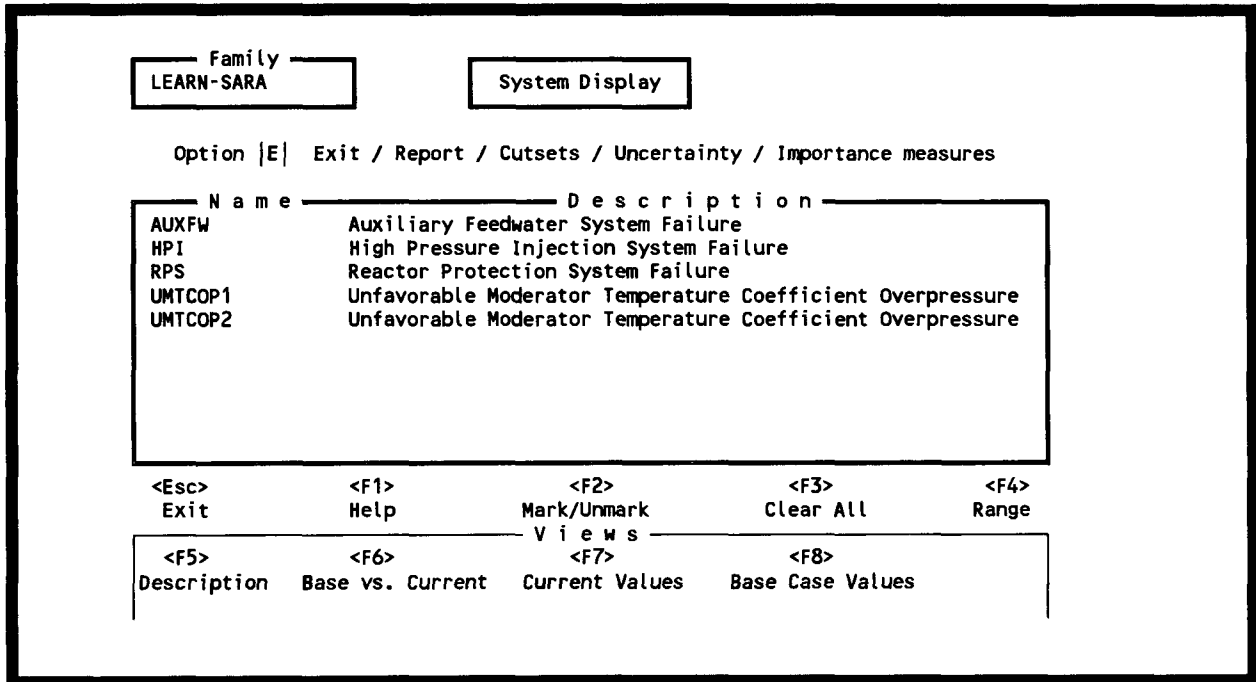 Family
LEARN-SARA
System Display
Option |E| Exit / Report / Cutsets / Uncertainty / Importance measures
Name Description
AUXFW Auxiliary Feedwater System Failure
HPI High Pressure Injection System Failure
RPS Reactor Protection System Failure
UMTCOP1 Unfavorable Moderator Temperature Coefficient Overpressure
UMTCOP2 Unfavorable Moderator Temperature Coefficient Overpressure
<Esc> <F1> <F2> <F3> <F4>
Exit Help Mark/Unmark Clear All Range
Views
<F5> <F6> <F7> <F8>
Description Base vs. Current Current Values Base Case Values